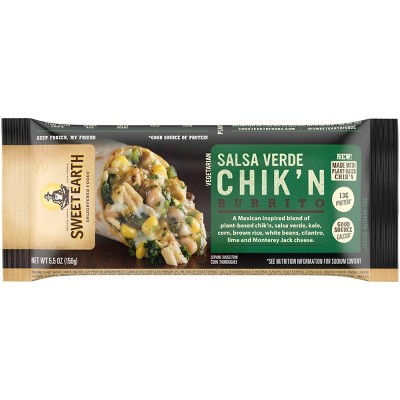 KEEP FROZEN, MY FRIEND
*GOOD SOURCE OF PROTEIN
SWEETEARTHFOODS.COM
@SWEETEARTHFOODS
SWEET EARTH
ENLIGHTENED FOODS
NET WT 5.5 OZ (156g)
VEGETARIAN
SALSA VERDE
CHIK'N
BURRITO
A Mexican inspired blend of
plant-based chik'n, salsa verde, kale,
corn, brown rice, white beans, cilantro,
lime and Monterey Jack cheese.
NEW!
MADE WITH
PLANT-BASED
CHIK'N
13G
PROTEIN*
GOOD
SOURCE
CALCIUM*
SERVING SUGGESTION
COOK THOROUGHLY
*SEE NUTRITION INFORMATION FOR SODIUM CONTENT